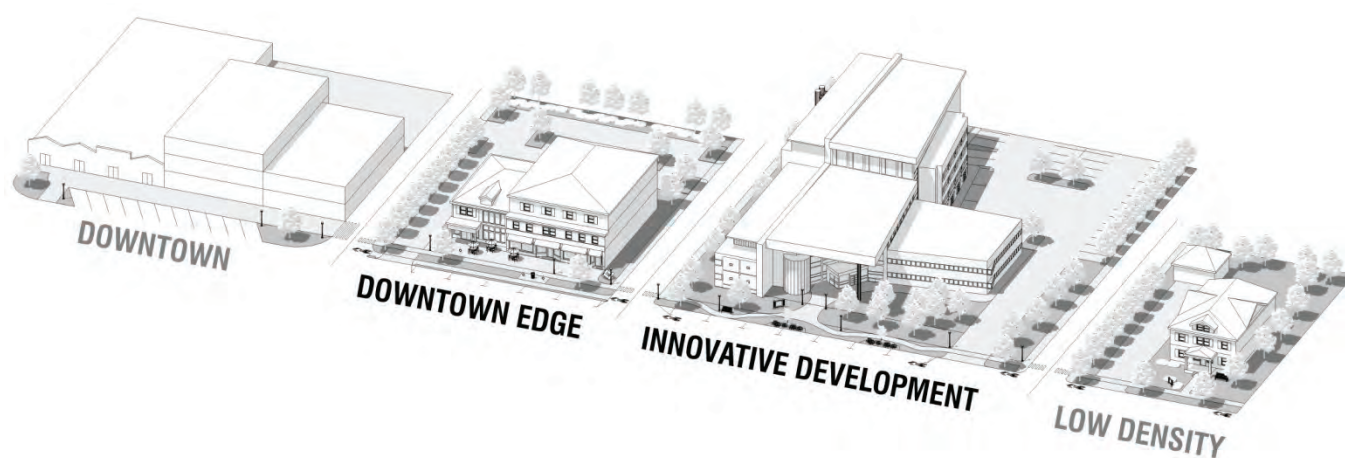 DOWNTOWN
DOWNTOWN EDGE
INNOVATIVE DEVELOPMENT
LOW DENSITY